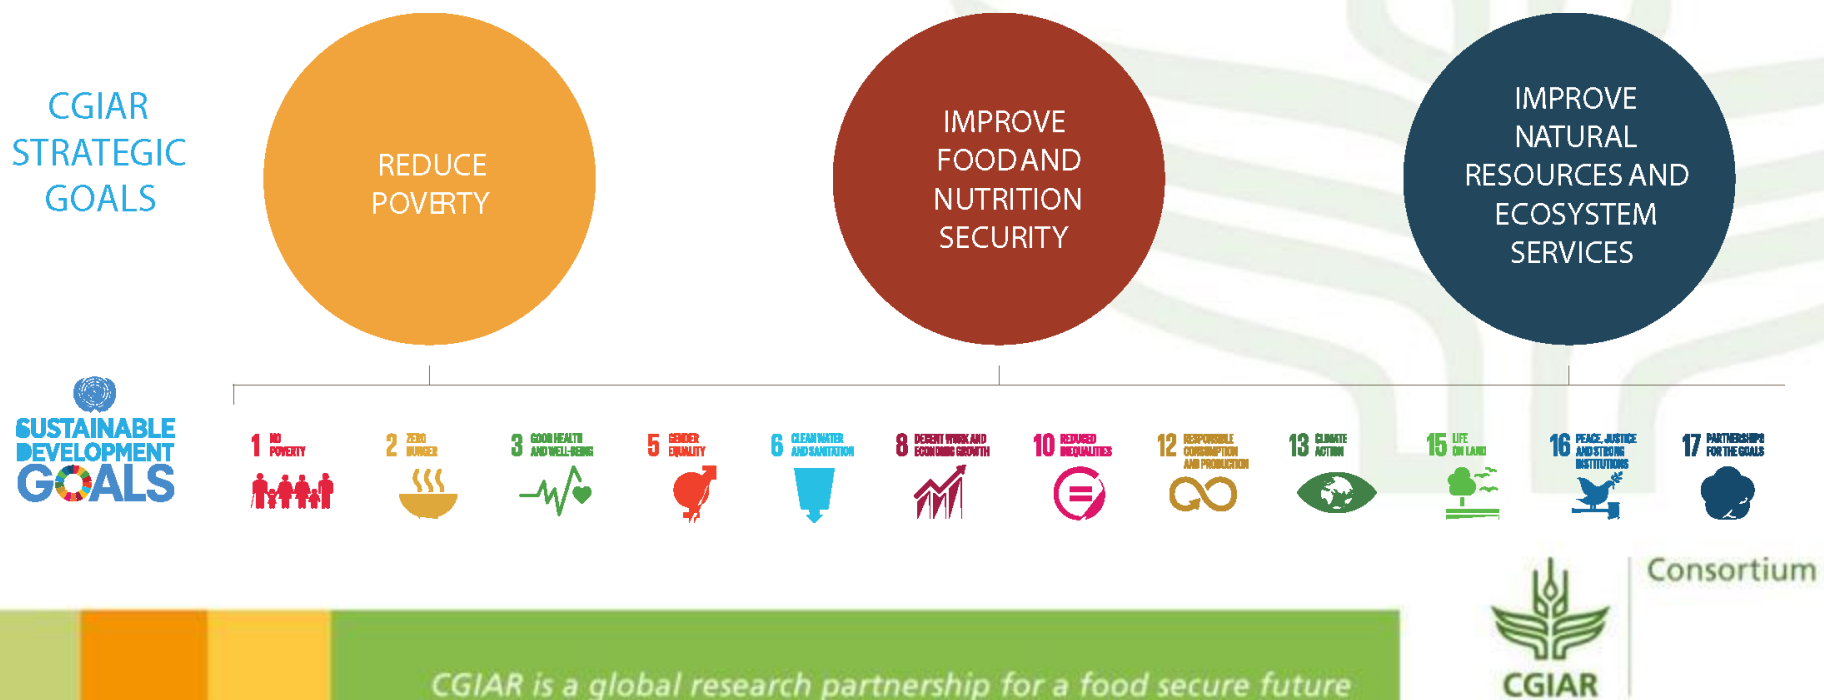 CGIAR
STRATEGIC
GOALS
REDUCE
POVERTY
IMPROVE
FOOD AND
NUTRITION
SECURITY
IMPROVE
NATURAL
RESOURCES AND
ECOSYSTEM
SERVICES
SUSTAINABLE
DEVELOPMENT
GOALS
1 NO
POVERTY
2 ZERO
HUNGER
3 GOOD HEALTH
AND WELL-BEING
5 GENDER
EQUALITY
6 CLEAN WATER
AND SANITATION
8 DECENT WORK AND
ECONOMIC GROWTH
10 REDUCED
INEQUALITIES
12 RESPONSIBLE
CONSUMPTION
AND PRODUCTION
13 CLIMATE
ACTION
15 LIFE
ON LAND
16 PEACE, JUSTICE
AND STRONG
INSTITUTIONS
17 PARTNERSHIPS
FOR THE GOALS
Consortium
CGIAR
CGIAR is a global research partnership for a food secure future